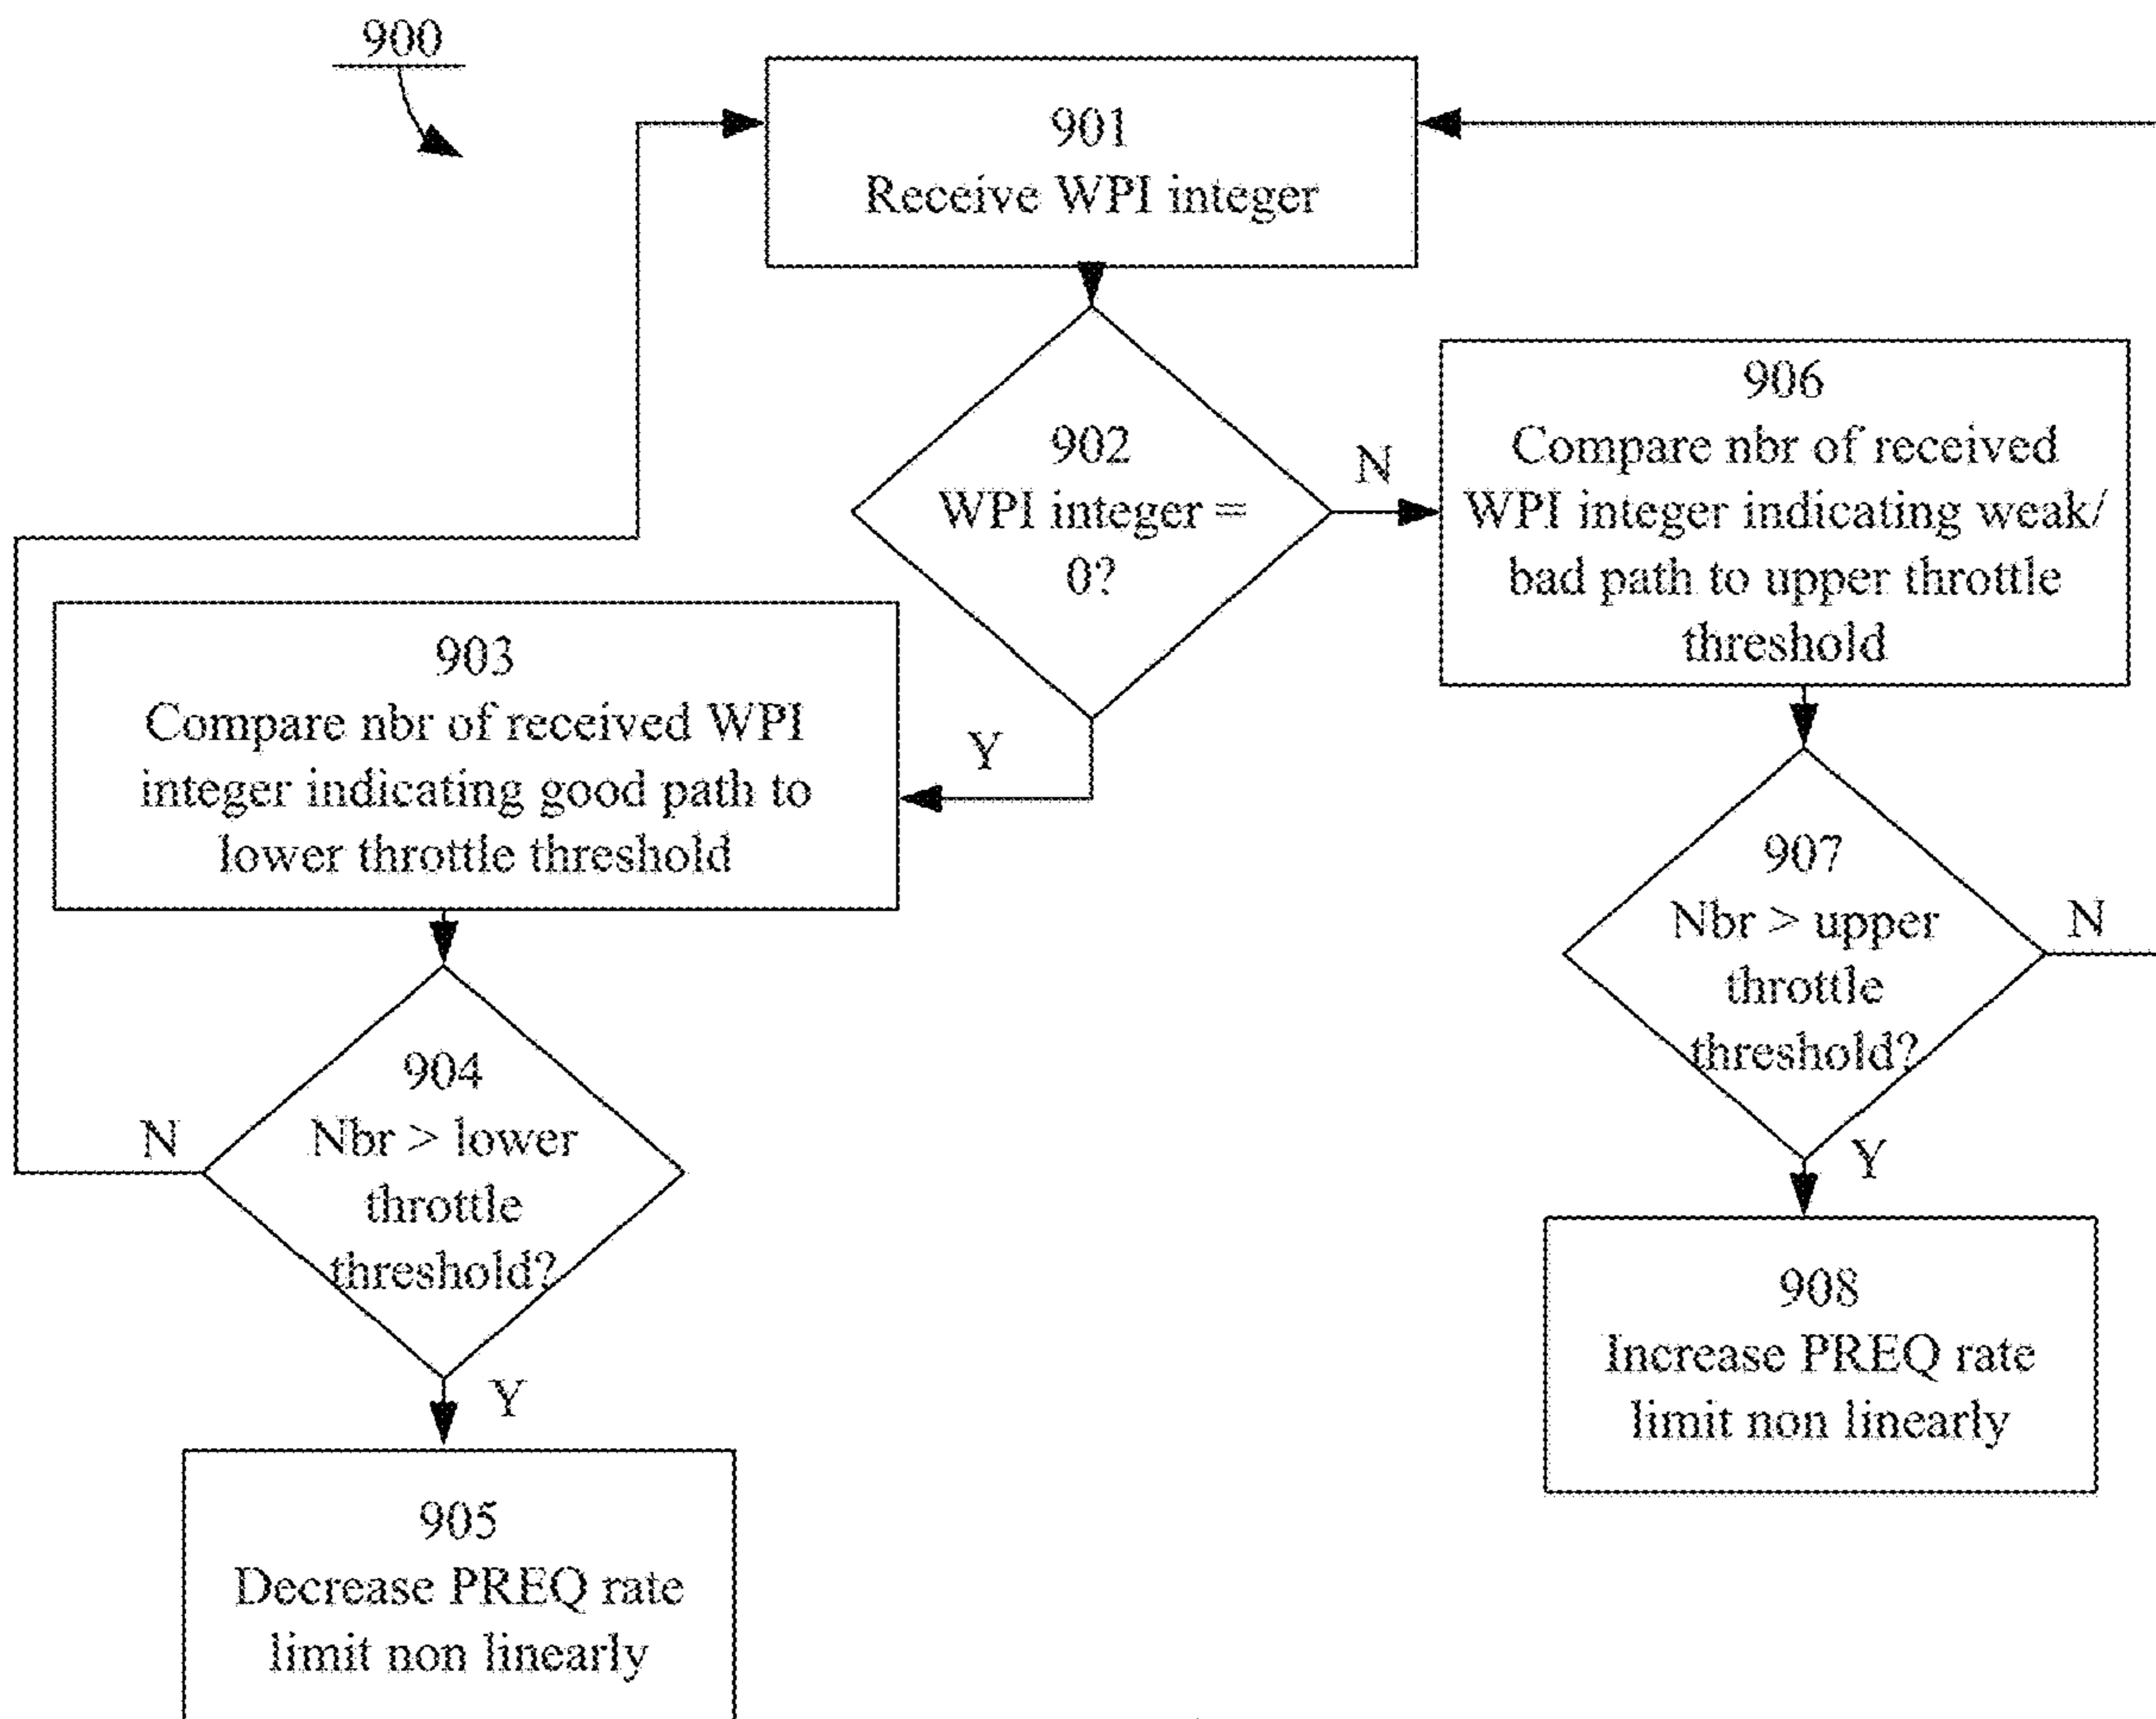 900
901
Receive WPI integer
902
WPI integer =
0?
N
906
Compare nbr of received
WPI integer indicating weak/
bad path to upper throttle
threshold
Y
903
Compare nbr of received WPI
integer indicating good path to
lower throttle threshold
907
Nbr > upper
throttle
threshold?
N
Y
904
Nbr > lower
throttle
threshold?
N
Y
908
Increase PREQ rate
limit non linearly
905
Decrease PREQ rate
limit non linearly